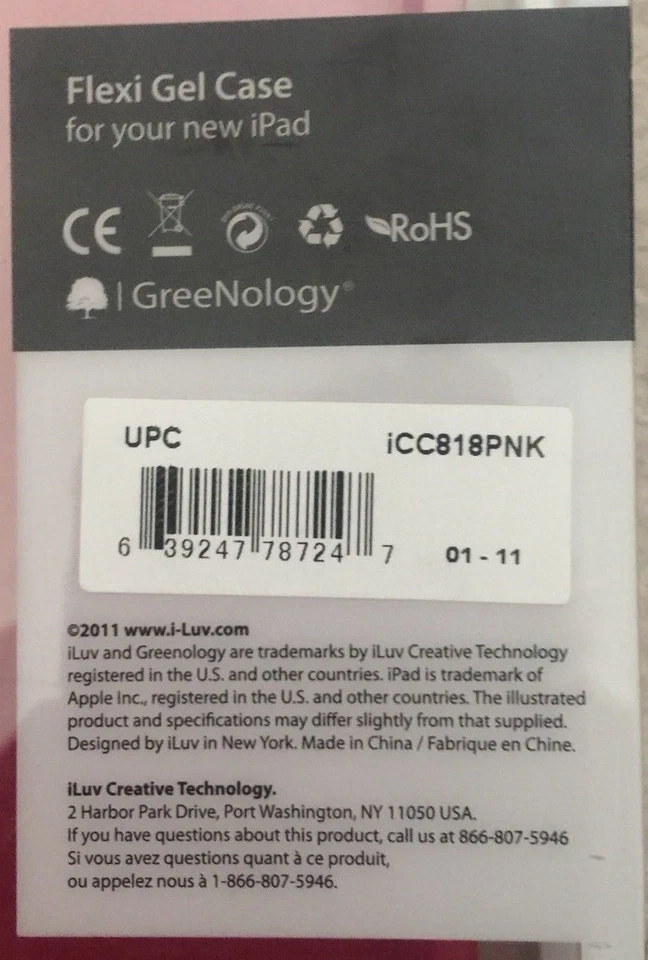 Flexi Gel Case
for your new iPad
CE
RoHS
| GreeNology®
UPC iCC818PNK
6 39247 78724 7 01 - 11
©2011 www.i-Luv.com
iLuv and Greenology are trademarks by iLuv Creative Technology
registered in the U.S. and other countries. iPad is trademark of
Apple Inc., registered in the U.S. and other countries. The illustrated
product and specifications may differ slightly from that supplied.
Designed by iLuv in New York. Made in China / Fabrique en Chine.
iLuv Creative Technology.
2 Harbor Park Drive, Port Washington, NY 11050 USA.
If you have questions about this product, call us at 866-807-5946
Si vous avez questions quant à ce produit,
ou appelez nous à 1-866-807-5946.